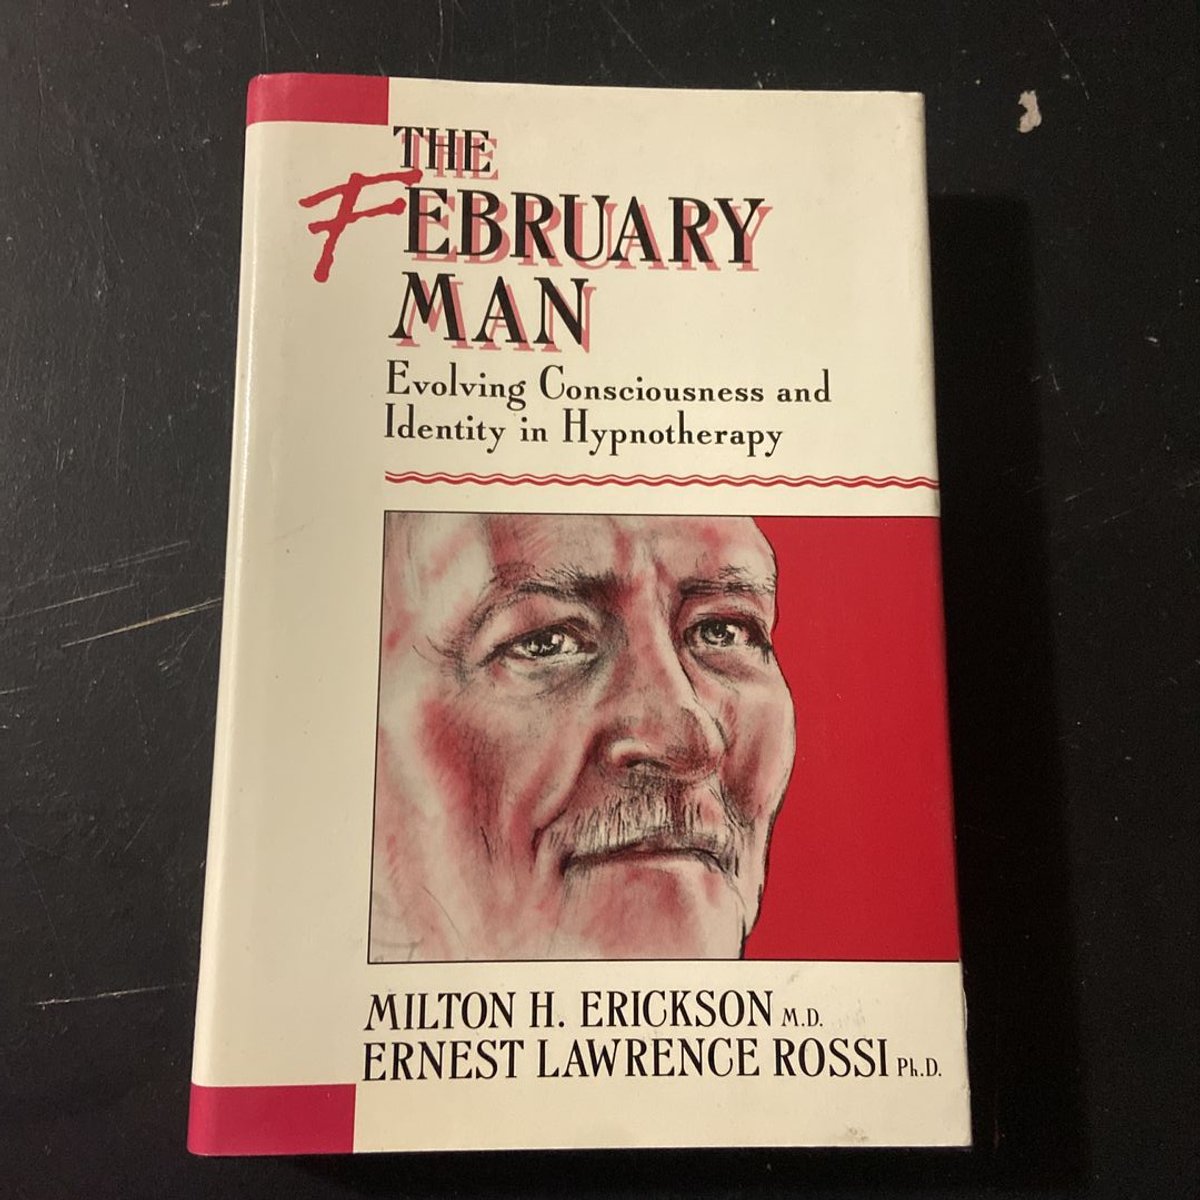 THE
FEBRUARY
MAN
Evolving Consciousness and
Identity in Hypnotherapy
MILTON H. ERICKSON M.D.
ERNEST LAWRENCE ROSSI Ph.D.